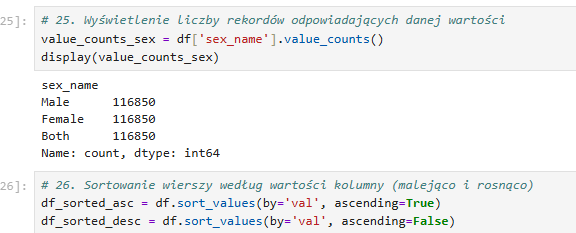 25]:
# 25. Wyświetlenie liczby rekordów odpowiadających danej wartości
value_counts_sex = df['sex_name'].value_counts()
display(value_counts_sex)
sex_name
Male      116850
Female    116850
Both      116850
Name: count, dtype: int64
26]:
# 26. Sortowanie wierszy według wartości kolumny (malejąco i rosnąco)
df_sorted_asc = df.sort_values(by='val', ascending=True)
df_sorted_desc = df.sort_values(by='val', ascending=False)